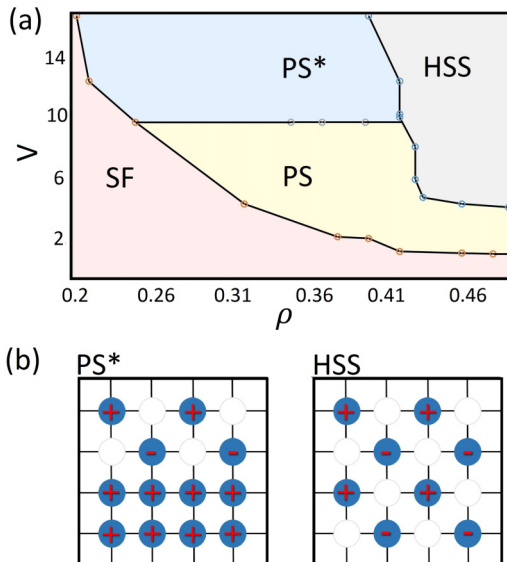 (a)
14
PS*
HSS
10
V
SF
PS
6
2
0.2 0.26 0.31 0.36 0.41 0.46
ρ
(b)
PS* HSS
+ + + +
- - - -
+ + + + + +
+ + + + - -